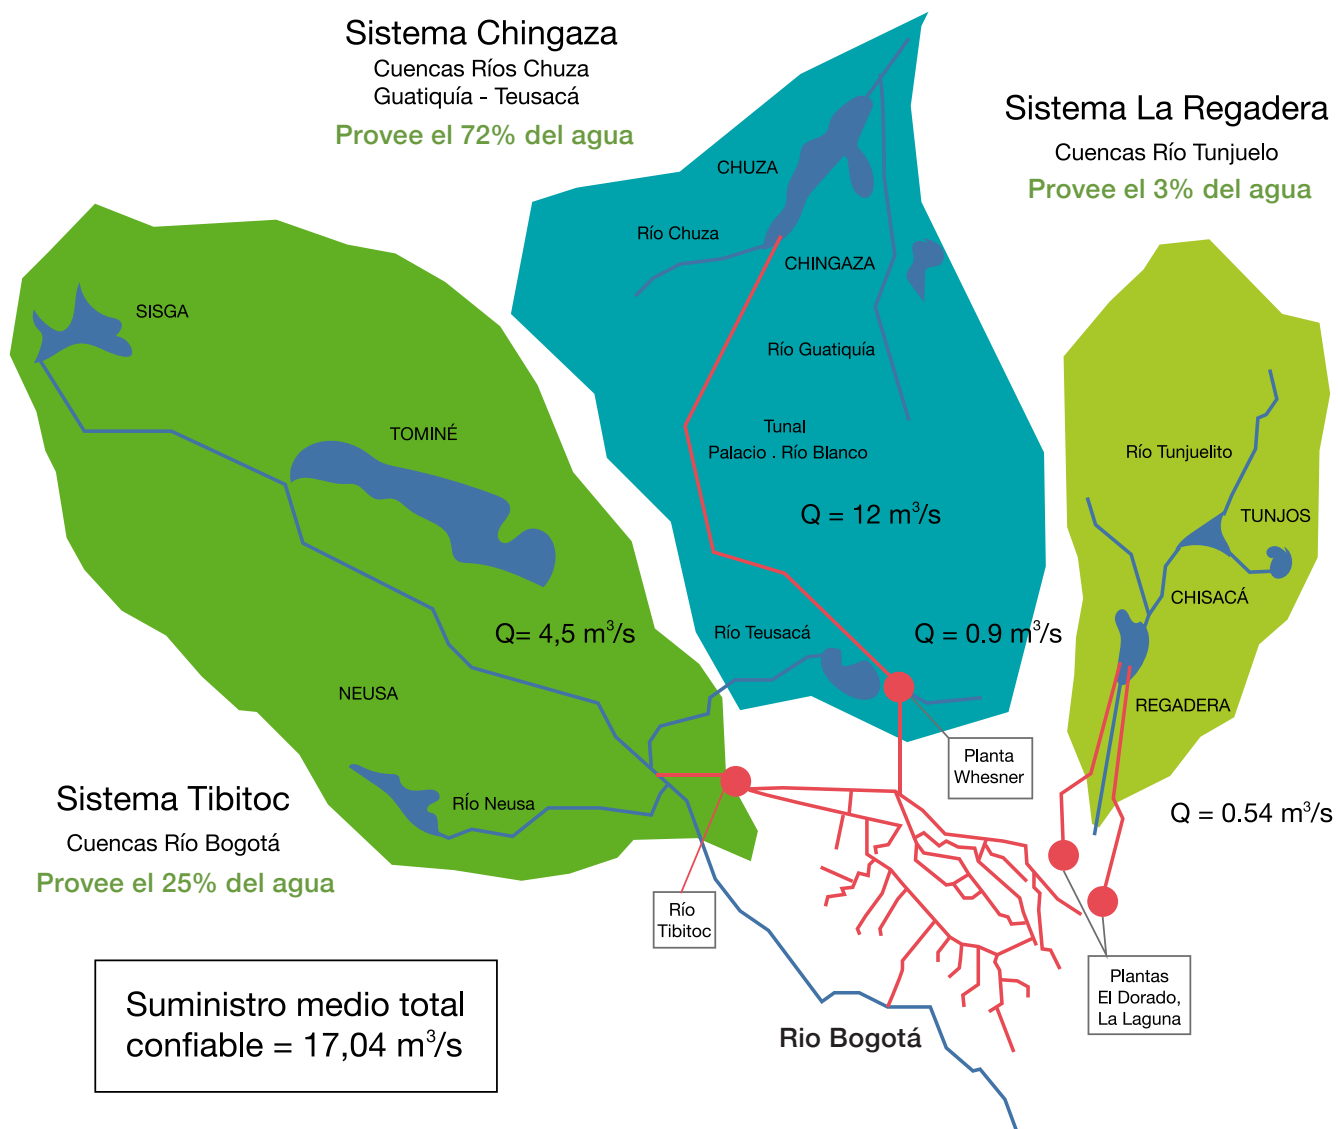 Sistema Chingaza
Cuencas Ríos Chuza
Guatiquía - Teusacá
Provee el 72% del agua
Sistema La Regadera
Cuencas Río Tunjuelo
Provee el 3% del agua
CHUZA
Río Chuza
CHINGAZA
Río Guatiquía
Tunal
Palacio . Río Blanco
Q = 12 m³/s
Río Teusacá
Q = 0.9 m³/s
Planta
Whesner
SISGA
TOMINÉ
Q= 4,5 m³/s
NEUSA
Río Neusa
Sistema Tibitoc
Cuencas Río Bogotá
Provee el 25% del agua
Río
Tibitoc
Río Tunjuelito
TUNJOS
CHISACÁ
REGADERA
Q = 0.54 m³/s
Plantas
El Dorado,
La Laguna
Rio Bogotá
Suministro medio total
confiable = 17,04 m³/s